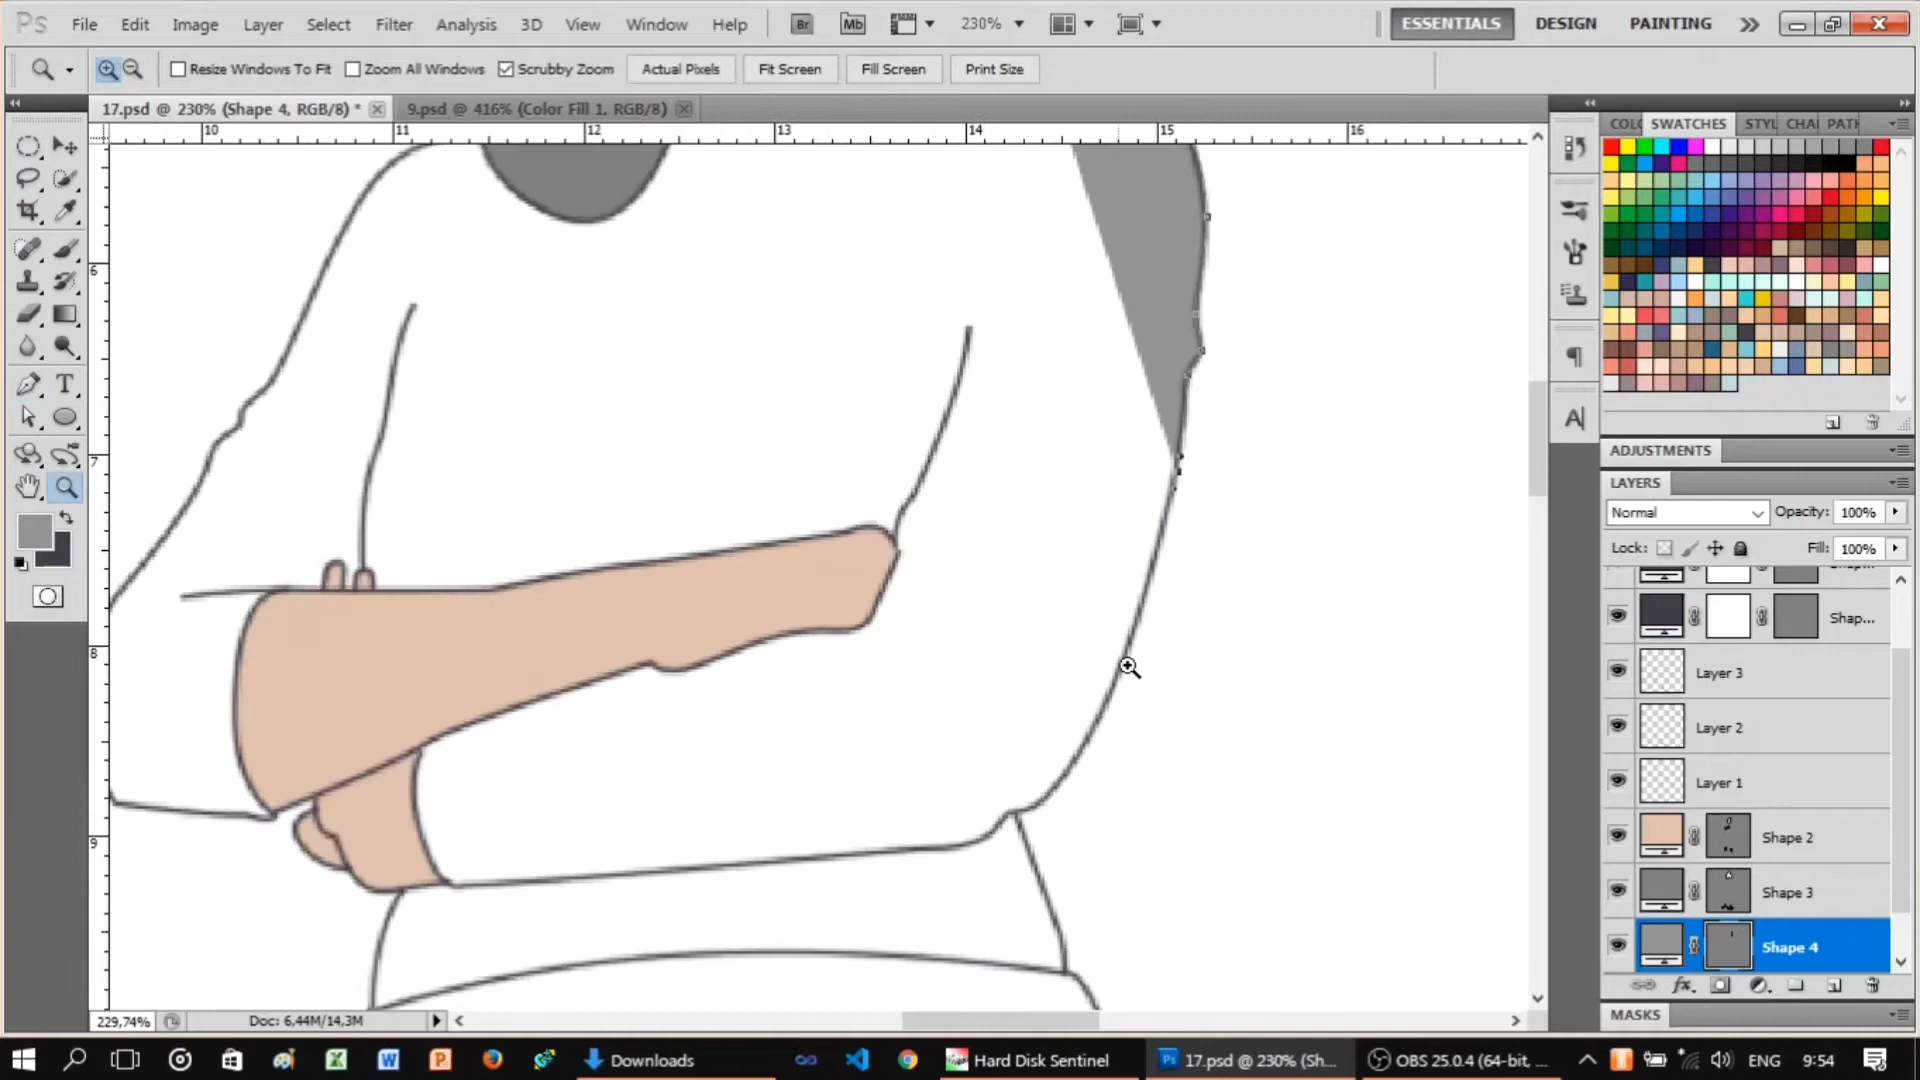 Ps File Edit Image Layer Select Filter Analysis 3D View Window Help Br Mb 230% ESSENTIALS DESIGN PAINTING
Resize Windows To Fit Zoom All Windows Scrubby Zoom Actual Pixels Fit Screen Fill Screen Print Size
17.psd @ 230% (Shape 4, RGB/8) * 9.psd @ 416% (Color Fill 1, RGB/8)
10 11 12 13 14 15 16
6
7
8
9
COLO SWATCHES STYL CHA PATH
ADJUSTMENTS
LAYERS
Normal Opacity: 100%
Lock: Fill: 100%
Shap...
Layer 3
Layer 2
Layer 1
Shape 2
Shape 3
Shape 4
MASKS
229,74% Doc: 6,44M/14,3M
Downloads Hard Disk Sentinel 17.psd @ 230% (Sh... OBS 25.0.4 (64-bit, ... ENG 9:54